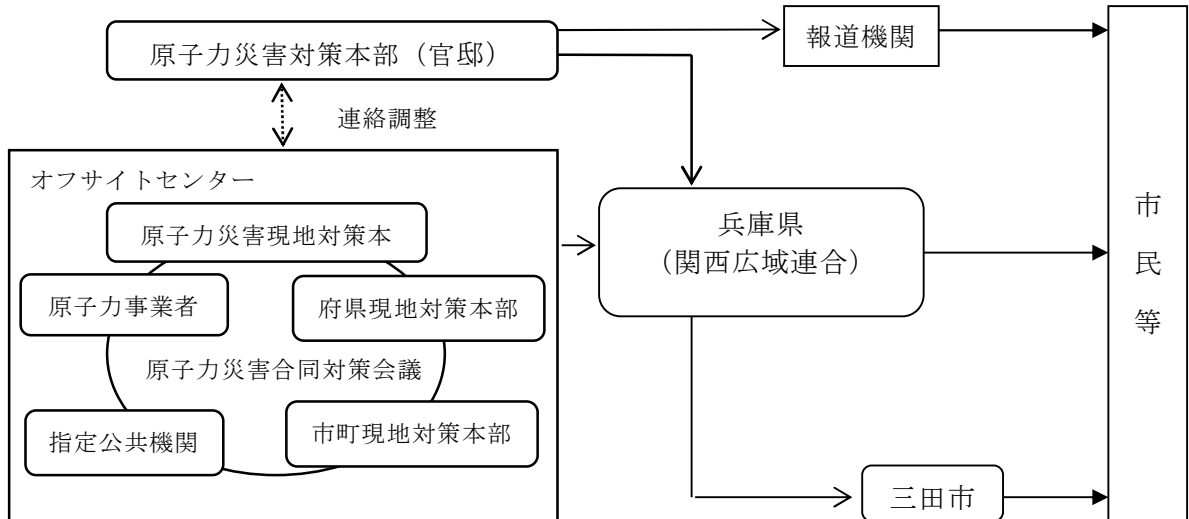 原子力災害対策本部（官邸）
報道機関
連絡調整
オフサイトセンター
原子力災害現地対策本
原子力事業者
府県現地対策本部
原子力災害合同対策会議
指定公共機関
市町現地対策本部
兵庫県
（関西広域連合）
三田市
市民等